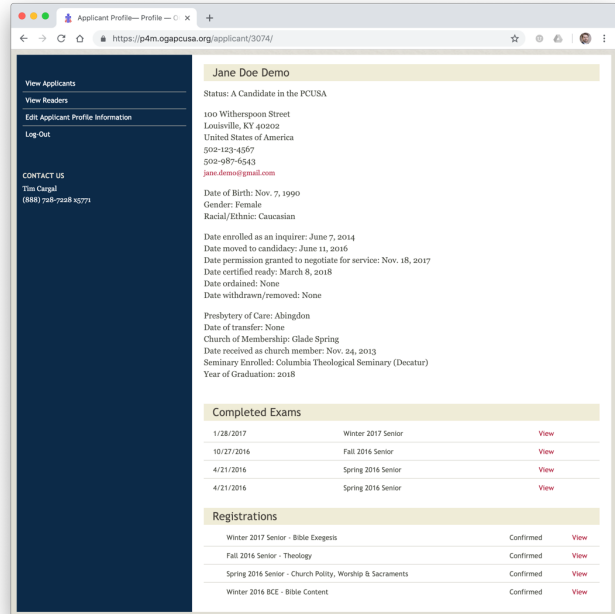 Applicant Profile— Profile —
https://p4m.ogapcusa.org/applicant/3074/
View Applicants
View Readers
Edit Applicant Profile Information
Log-Out
CONTACT US
Tim Cargal
(888) 728-7228 x5771
Jane Doe Demo
Status: A Candidate in the PCUSA
100 Witherspoon Street
Louisville, KY 40202
United States of America
502-123-4567
502-987-6543
jane.demo@gmail.com
Date of Birth: Nov. 7, 1990
Gender: Female
Racial/Ethnic: Caucasian
Date enrolled as an inquirer: June 7, 2014
Date moved to candidacy: June 11, 2016
Date permission granted to negotiate for service: Nov. 18, 2017
Date certified ready: March 8, 2018
Date ordained: None
Date withdrawn/removed: None
Presbytery of Care: Abingdon
Date of transfer: None
Church of Membership: Glade Spring
Date received as church member: Nov. 24, 2013
Seminary Enrolled: Columbia Theological Seminary (Decatur)
Year of Graduation: 2018
Completed Exams
1/28/2017 Winter 2017 Senior View
10/27/2016 Fall 2016 Senior View
4/21/2016 Spring 2016 Senior View
4/21/2016 Spring 2016 Senior View
Registrations
Winter 2017 Senior - Bible Exegesis Confirmed View
Fall 2016 Senior - Theology Confirmed View
Spring 2016 Senior - Church Polity, Worship & Sacraments Confirmed View
Winter 2016 BCE - Bible Content Confirmed View